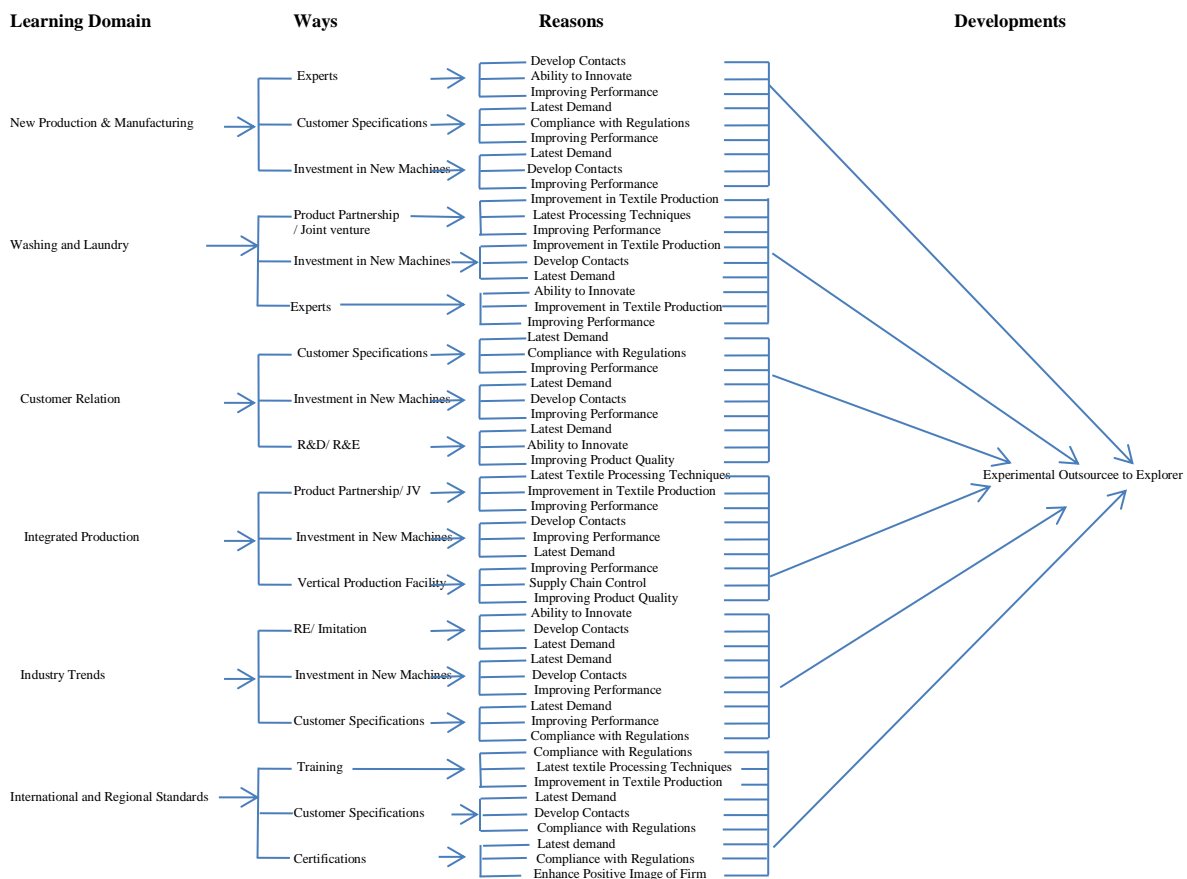 Learning Domain Ways Reasons Developments
New Production & Manufacturing
Experts
Develop Contacts
Ability to Innovate
Improving Performance
Customer Specifications
Latest Demand
Compliance with Regulations
Improving Performance
Investment in New Machines
Latest Demand
Develop Contacts
Improving Performance
Washing and Laundry
Product Partnership
/ Joint venture
Improvement in Textile Production
Latest Processing Techniques
Improving Performance
Investment in New Machines
Improvement in Textile Production
Develop Contacts
Latest Demand
Experts
Ability to Innovate
Improvement in Textile Production
Improving Performance
Customer Relation
Customer Specifications
Latest Demand
Compliance with Regulations
Improving Performance
Investment in New Machines
Latest Demand
Develop Contacts
Improving Performance
R&D/ R&E
Latest Demand
Ability to Innovate
Improving Product Quality
Integrated Production
Product Partnership/ JV
Latest Textile Processing Techniques
Improvement in Textile Production
Improving Performance
Investment in New Machines
Develop Contacts
Improving Performance
Latest Demand
Vertical Production Facility
Improving Performance
Supply Chain Control
Improving Product Quality
Industry Trends
RE/ Imitation
Ability to Innovate
Develop Contacts
Latest Demand
Investment in New Machines
Latest Demand
Develop Contacts
Improving Performance
Customer Specifications
Latest Demand
Improving Performance
Compliance with Regulations
International and Regional Standards
Training
Compliance with Regulations
Latest textile Processing Techniques
Improvement in Textile Production
Customer Specifications
Latest Demand
Develop Contacts
Compliance with Regulations
Certifications
Latest demand
Compliance with Regulations
Enhance Positive Image of Firm
Experimental Outsourcee to Explorer